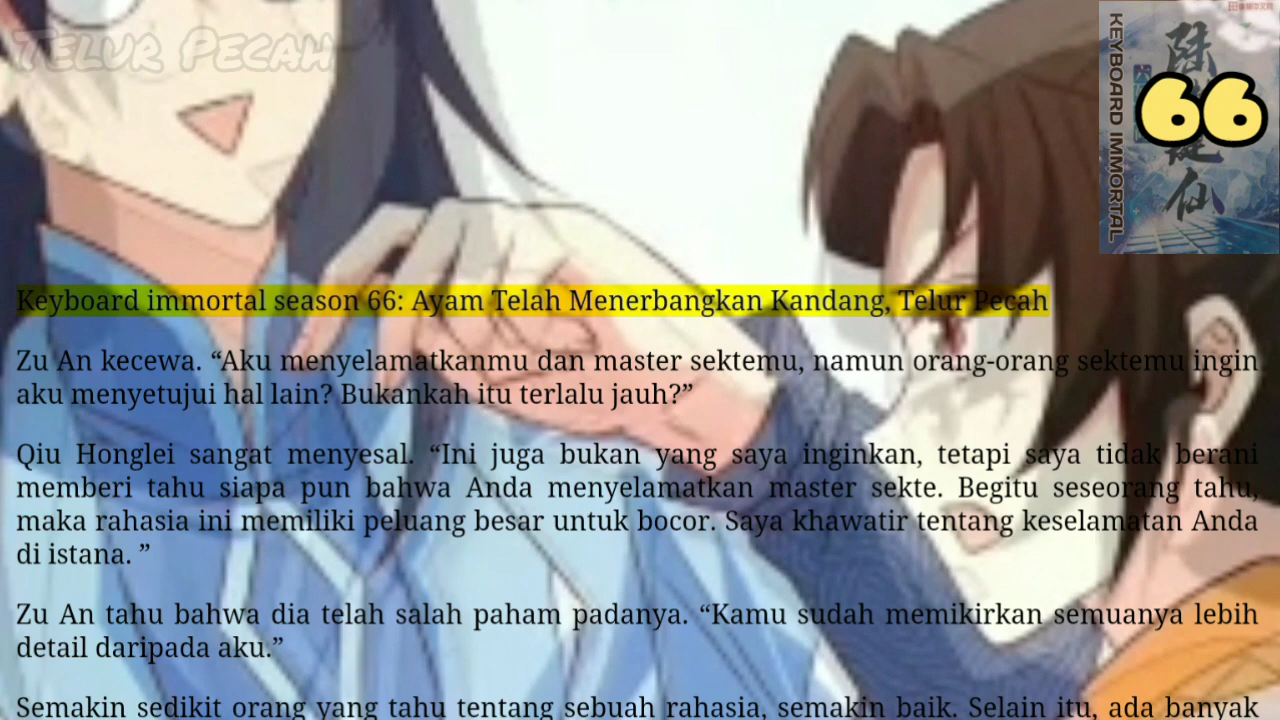 Telur Pecah
KEYBOARD IMMORTAL
66
仙
Keyboard immortal season 66: Ayam Telah Menerbangkan Kandang, Telur Pecah
Zu An kecewa. “Aku menyelamatkanmu dan master sektemu, namun orang-orang sektemu ingin
aku menyetujui hal lain? Bukankah itu terlalu jauh?”
Qiu Honglei sangat menyesal. “Ini juga bukan yang saya inginkan, tetapi saya tidak berani
memberi tahu siapa pun bahwa Anda menyelamatkan master sekte. Begitu seseorang tahu,
maka rahasia ini memiliki peluang besar untuk bocor. Saya khawatir tentang keselamatan Anda
di istana. ”
Zu An tahu bahwa dia telah salah paham padanya. “Kamu sudah memikirkan semuanya lebih
detail daripada aku.”
Semakin sedikit orang yang tahu tentang sebuah rahasia, semakin baik. Selain itu, ada banyak